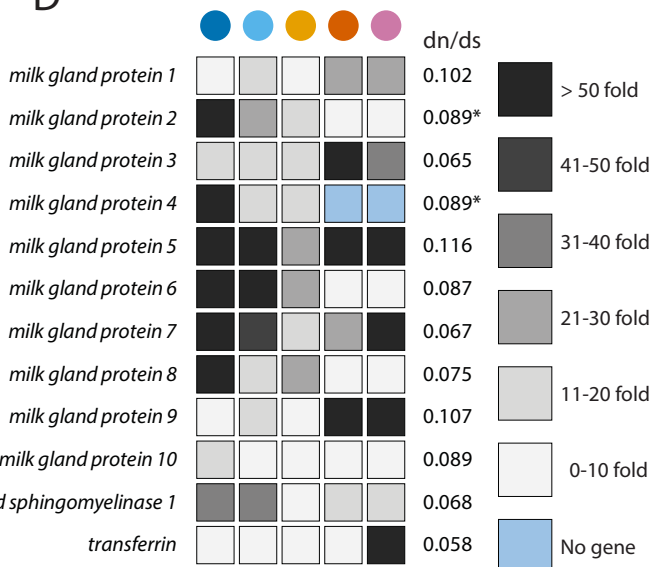 D
dn/ds
milk gland protein 1 0.102
> 50 fold
milk gland protein 2 0.089*
milk gland protein 3 0.065
41-50 fold
milk gland protein 4 0.089*
milk gland protein 5 0.116
31-40 fold
milk gland protein 6 0.087
21-30 fold
milk gland protein 7 0.067
milk gland protein 8 0.075
11-20 fold
milk gland protein 9 0.107
milk gland protein 10 0.089
0-10 fold
sphingomyelinase 1 0.068
transferrin 0.058
No gene